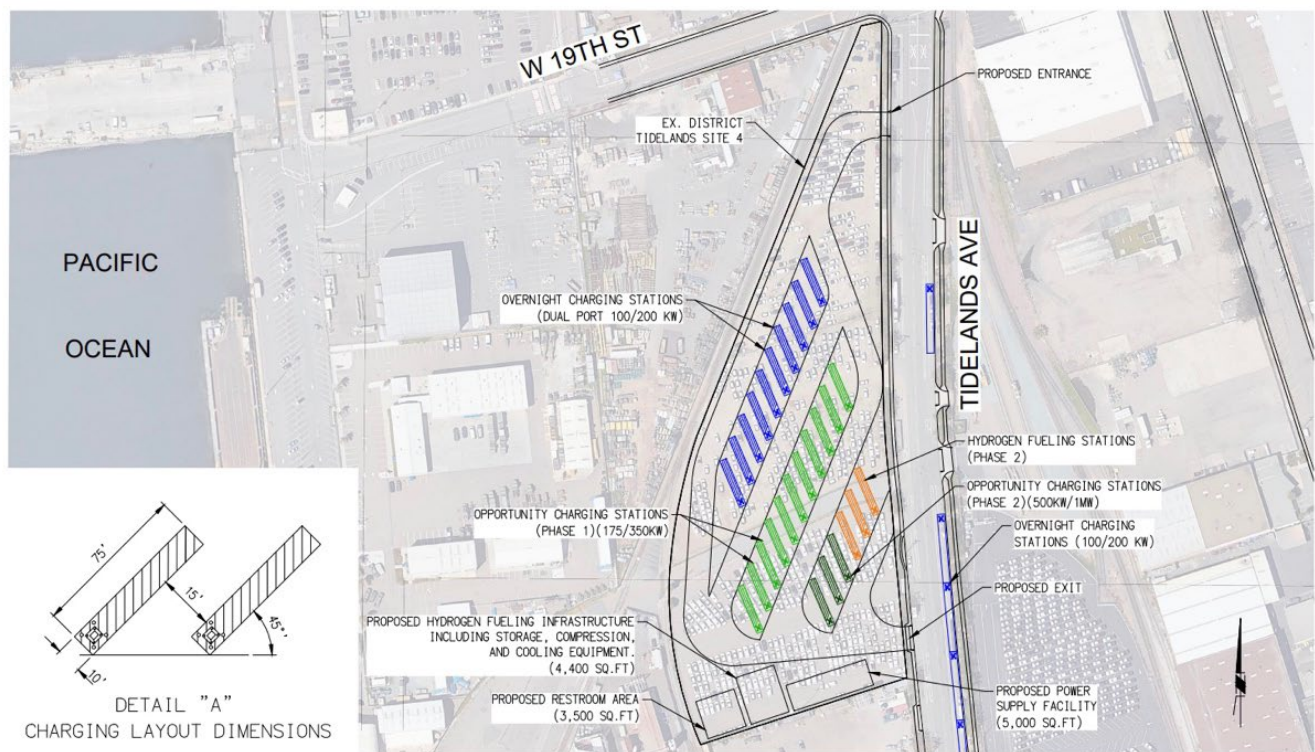 W 19TH ST
PROPOSED ENTRANCE
EX. DISTRICT
TIDELANDS SITE 4
PACIFIC
OCEAN
TIDELANDS AVE
OVERNIGHT CHARGING STATIONS
(DUAL PORT 100/200 KW)
HYDROGEN FUELING STATIONS
(PHASE 2)
OPPORTUNITY CHARGING STATIONS
(PHASE 2)(500KW/1MW)
OPPORTUNITY CHARGING STATIONS
(PHASE 1)(175/350KW)
OVERNIGHT CHARGING
STATIONS (100/200 KW)
PROPOSED EXIT
PROPOSED HYDROGEN FUELING INFRASTRUCTURE
INCLUDING STORAGE, COMPRESSION,
AND COOLING EQUIPMENT.
(4,400 SQ.FT)
PROPOSED RESTROOM AREA
(3,500 SQ.FT)
PROPOSED POWER
SUPPLY FACILITY
(5,000 SQ.FT)
75'
15'
45°
10'
DETAIL "A"
CHARGING LAYOUT DIMENSIONS